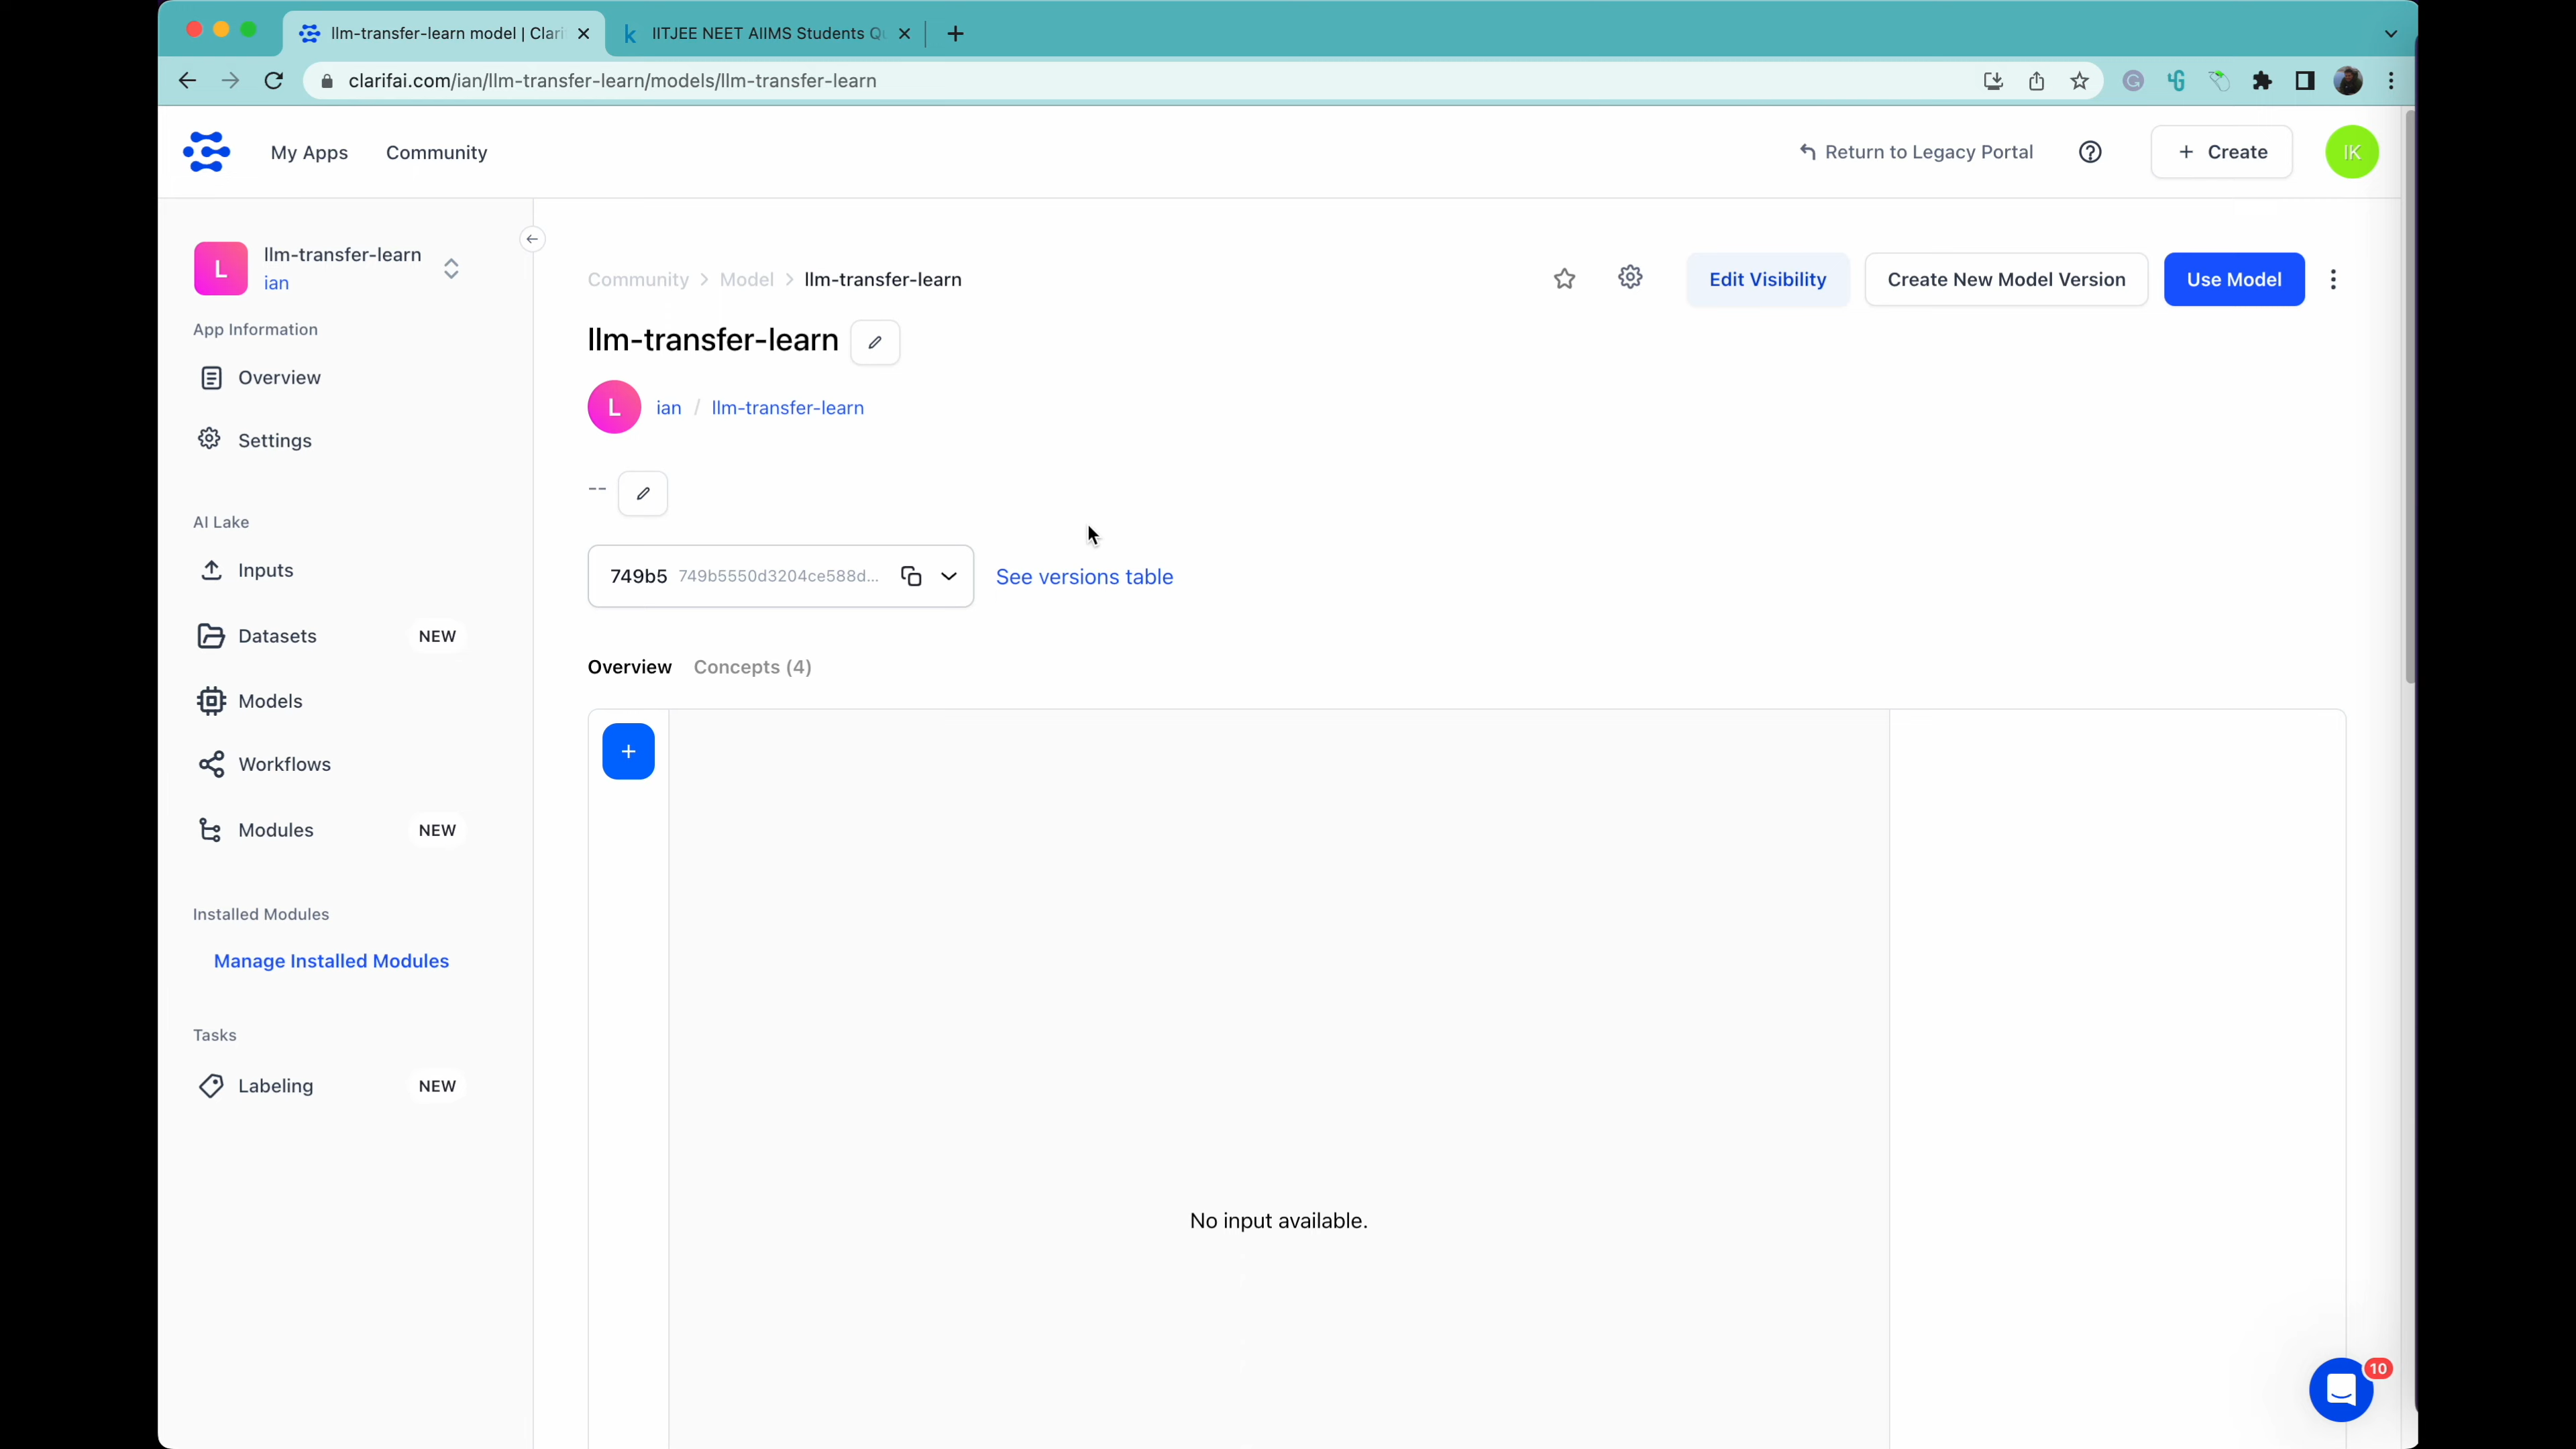 llm-transfer-learn model | Clari
IITJEE NEET AIIMS Students Qu
clarifai.com/ian/llm-transfer-learn/models/llm-transfer-learn
My Apps
Community
Return to Legacy Portal
+ Create
IK
L
llm-transfer-learn
ian
App Information
Overview
Settings
AI Lake
Inputs
Datasets NEW
Models
Workflows
Modules NEW
Installed Modules
Manage Installed Modules
Tasks
Labeling NEW
Community > Model > llm-transfer-learn
Edit Visibility
Create New Model Version
Use Model
llm-transfer-learn
L
ian / llm-transfer-learn
--
749b5 749b5550d3204ce588d...
See versions table
Overview
Concepts (4)
+
No input available.
10